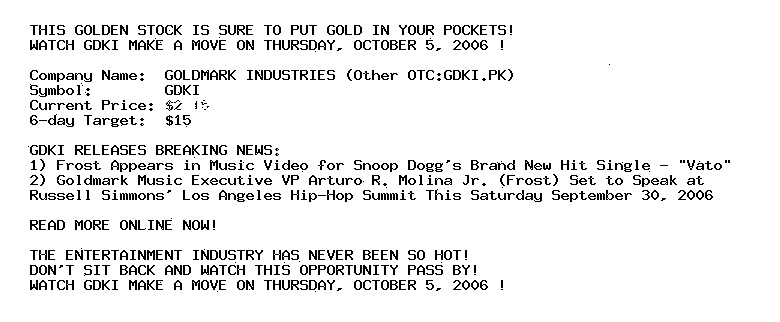 THIS GOLDEN STOCK IS SURE TO PUT GOLD IN YOUR POCKETS!
WATCH GDKI MAKE A MOVE ON THURSDAY, OCTOBER 5, 2006 !
Company Name: GOLDMARK INDUSTRIES (Other OTC:GDKI.PK)
Symbol: GDKI
Current Price:
6-day Target: $15
GDKI RELEASES BREAKING NEWS:
1) Frost Appears in Music Video for Snoop Dogg's Brand New Hit Single - "Vato"
2) Goldmark Music Executive VP Arturo R. Molina Jr. (Frost) Set to Speak at
Russell Simmons' Los Angeles Hip-Hop Summit This Saturday September 30, 2006
READ MORE ONLINE NOW!
THE ENTERTAINMENT INDUSTRY HAS NEVER BEEN SO HOT!
DON'T SIT BACK AND WATCH THIS OPPORTUNITY PASS BY!
WATCH GDKI MAKE A MOVE ON THURSDAY, OCTOBER 5, 2006 !